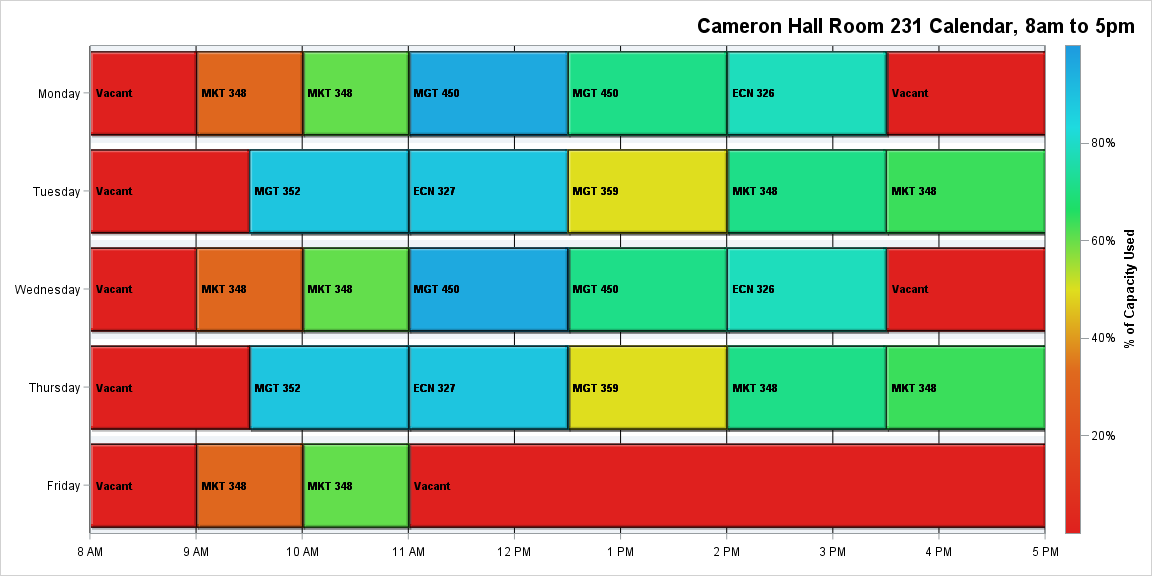 Cameron Hall Room 231 Calendar, 8am to 5pm
Monday
Vacant
MKT 348
MKT 348
MGT 450
MGT 450
ECN 326
Vacant
Tuesday
Vacant
MGT 352
ECN 327
MGT 359
MKT 348
MKT 348
Wednesday
Vacant
MKT 348
MKT 348
MGT 450
MGT 450
ECN 326
Vacant
Thursday
Vacant
MGT 352
ECN 327
MGT 359
MKT 348
MKT 348
Friday
Vacant
MKT 348
MKT 348
Vacant
8 AM
9 AM
10 AM
11 AM
12 PM
1 PM
2 PM
3 PM
4 PM
5 PM
80%
60%
40%
20%
% of Capacity Used